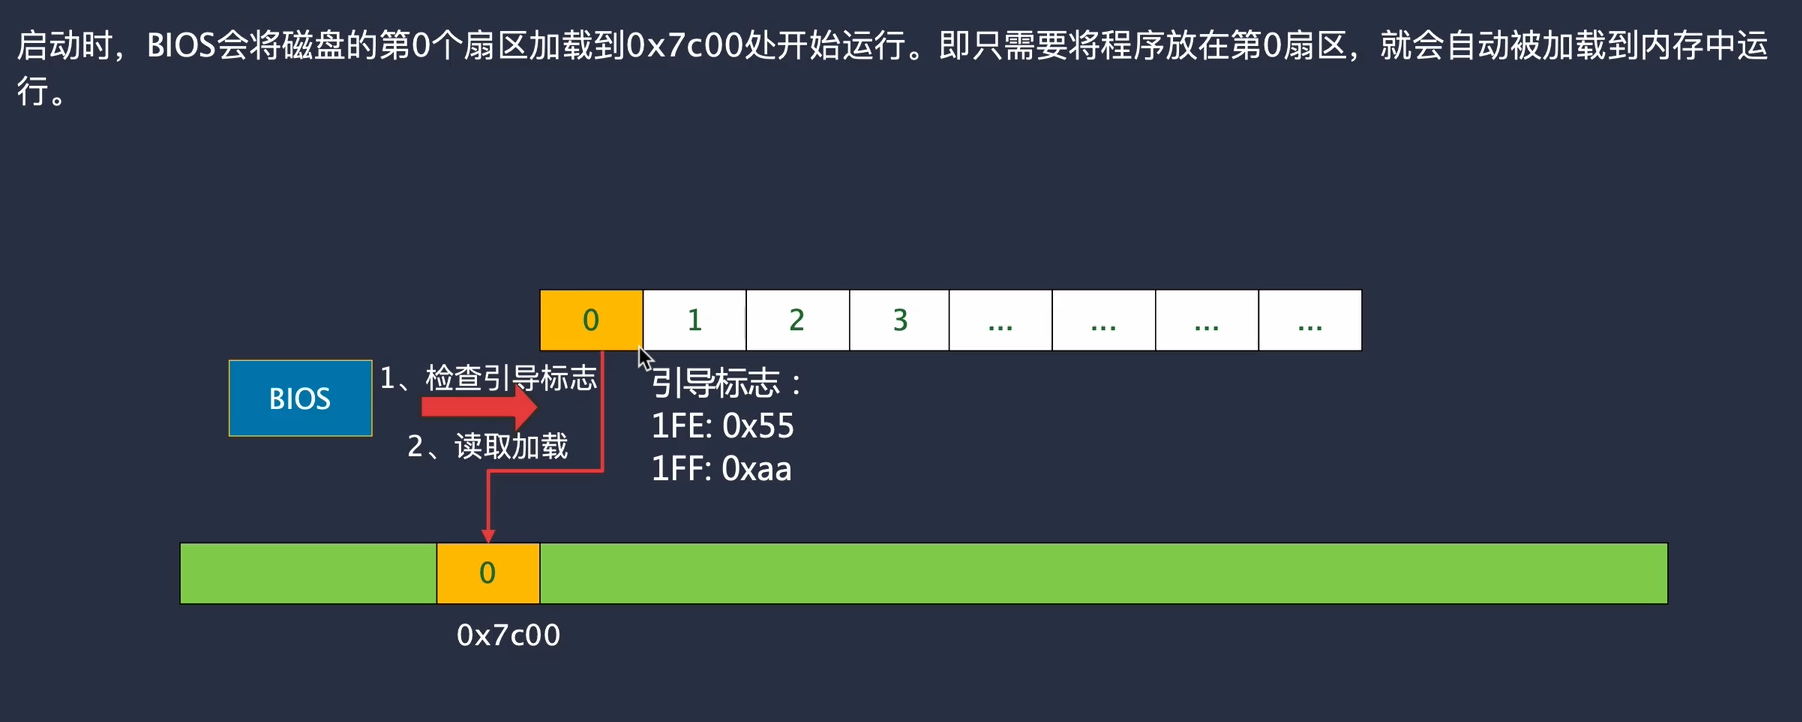 启动时，BIOS会将磁盘的第0个扇区加载到0x7c00处开始运行。即只需要将程序放在第0扇区，就会自动被加载到内存中运
行。
0 1 2 3 ... ... ... ...
BIOS
1、检查引导标志
2、读取加载
引导标志：
1FE: 0x55
1FF: 0xaa
0
0x7c00